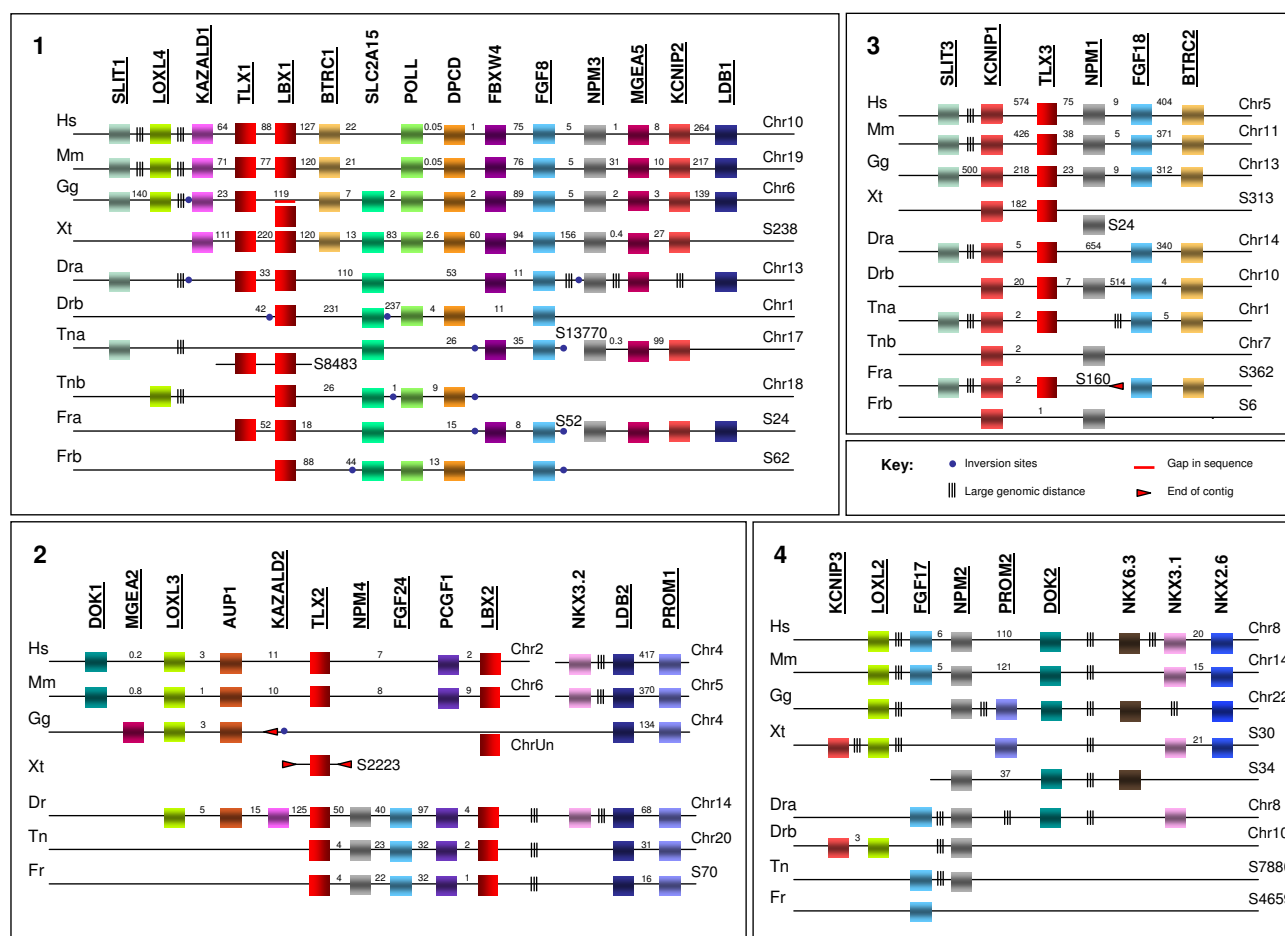 1
SLIT1 LOXL4 KAZALD1 TLX1 LBX1 BTRC1 SLC2A15 POLL DPCD FBXW4 FGF8 NPM3 MGEA5 KCNIP2 LDB1
Hs 64 88 127 22 0.05 1 75 5 1 8 264 Chr10
Mm 71 77 120 21 0.05 2 76 5 31 10 217 Chr19
Gg 140 23 119 7 2 2 89 5 2 3 139 Chr6
Xt 111 220 120 13 83 2.6 60 94 156 0.4 27 S238
Dra 33 110 53 11 Chr13
Drb 42 231 237 4 11 Chr1
Tna 26 35 S13770 0.3 99 Chr17
S8483
Tnb 26 1 9 Chr18
Fra 52 18 15 8 S52 S24
Frb 88 44 13 S62
3
SLIT3 KCNIP1 TLX3 NPM1 FGF18 BTRC2
Hs 574 75 9 404 Chr5
Mm 426 38 5 371 Chr11
Gg 500 218 23 9 312 Chr13
Xt 182 S313
S24
Dra 5 654 340 Chr14
Drb 20 7 514 4 Chr10
Tna 2 5 Chr1
Tnb 2 Chr7
Fra 2 S160 S362
Frb 1 S6
Key: Inversion sites Gap in sequence
Large genomic distance End of contig
2
DOK1 MGEA2 LOXL3 AUP1 KAZALD2 TLX2 NPM4 FGF24 PCGF1 LBX2 NKX3.2 LDB2 PROM1
Hs 0.2 3 11 7 2 Chr2 417 Chr4
Mm 0.8 1 10 8 9 Chr6 370 Chr5
Gg 3 134 Chr4
ChrUn
Xt S2223
Dr 5 15 125 50 40 97 4 68 Chr14
Tn 4 23 32 2 31 Chr20
Fr 4 22 32 1 16 S70
4
KCNIP3 LOXL2 FGF17 NPM2 PROM2 DOK2 NKX6.3 NKX3.1 NKX2.6
Hs 6 110 20 Chr8
Mm 5 121 15 Chr14
Gg Chr22
Xt 21 S30
37 S34
Dra Chr8
Drb 3 Chr10
Tn
Fr S4659